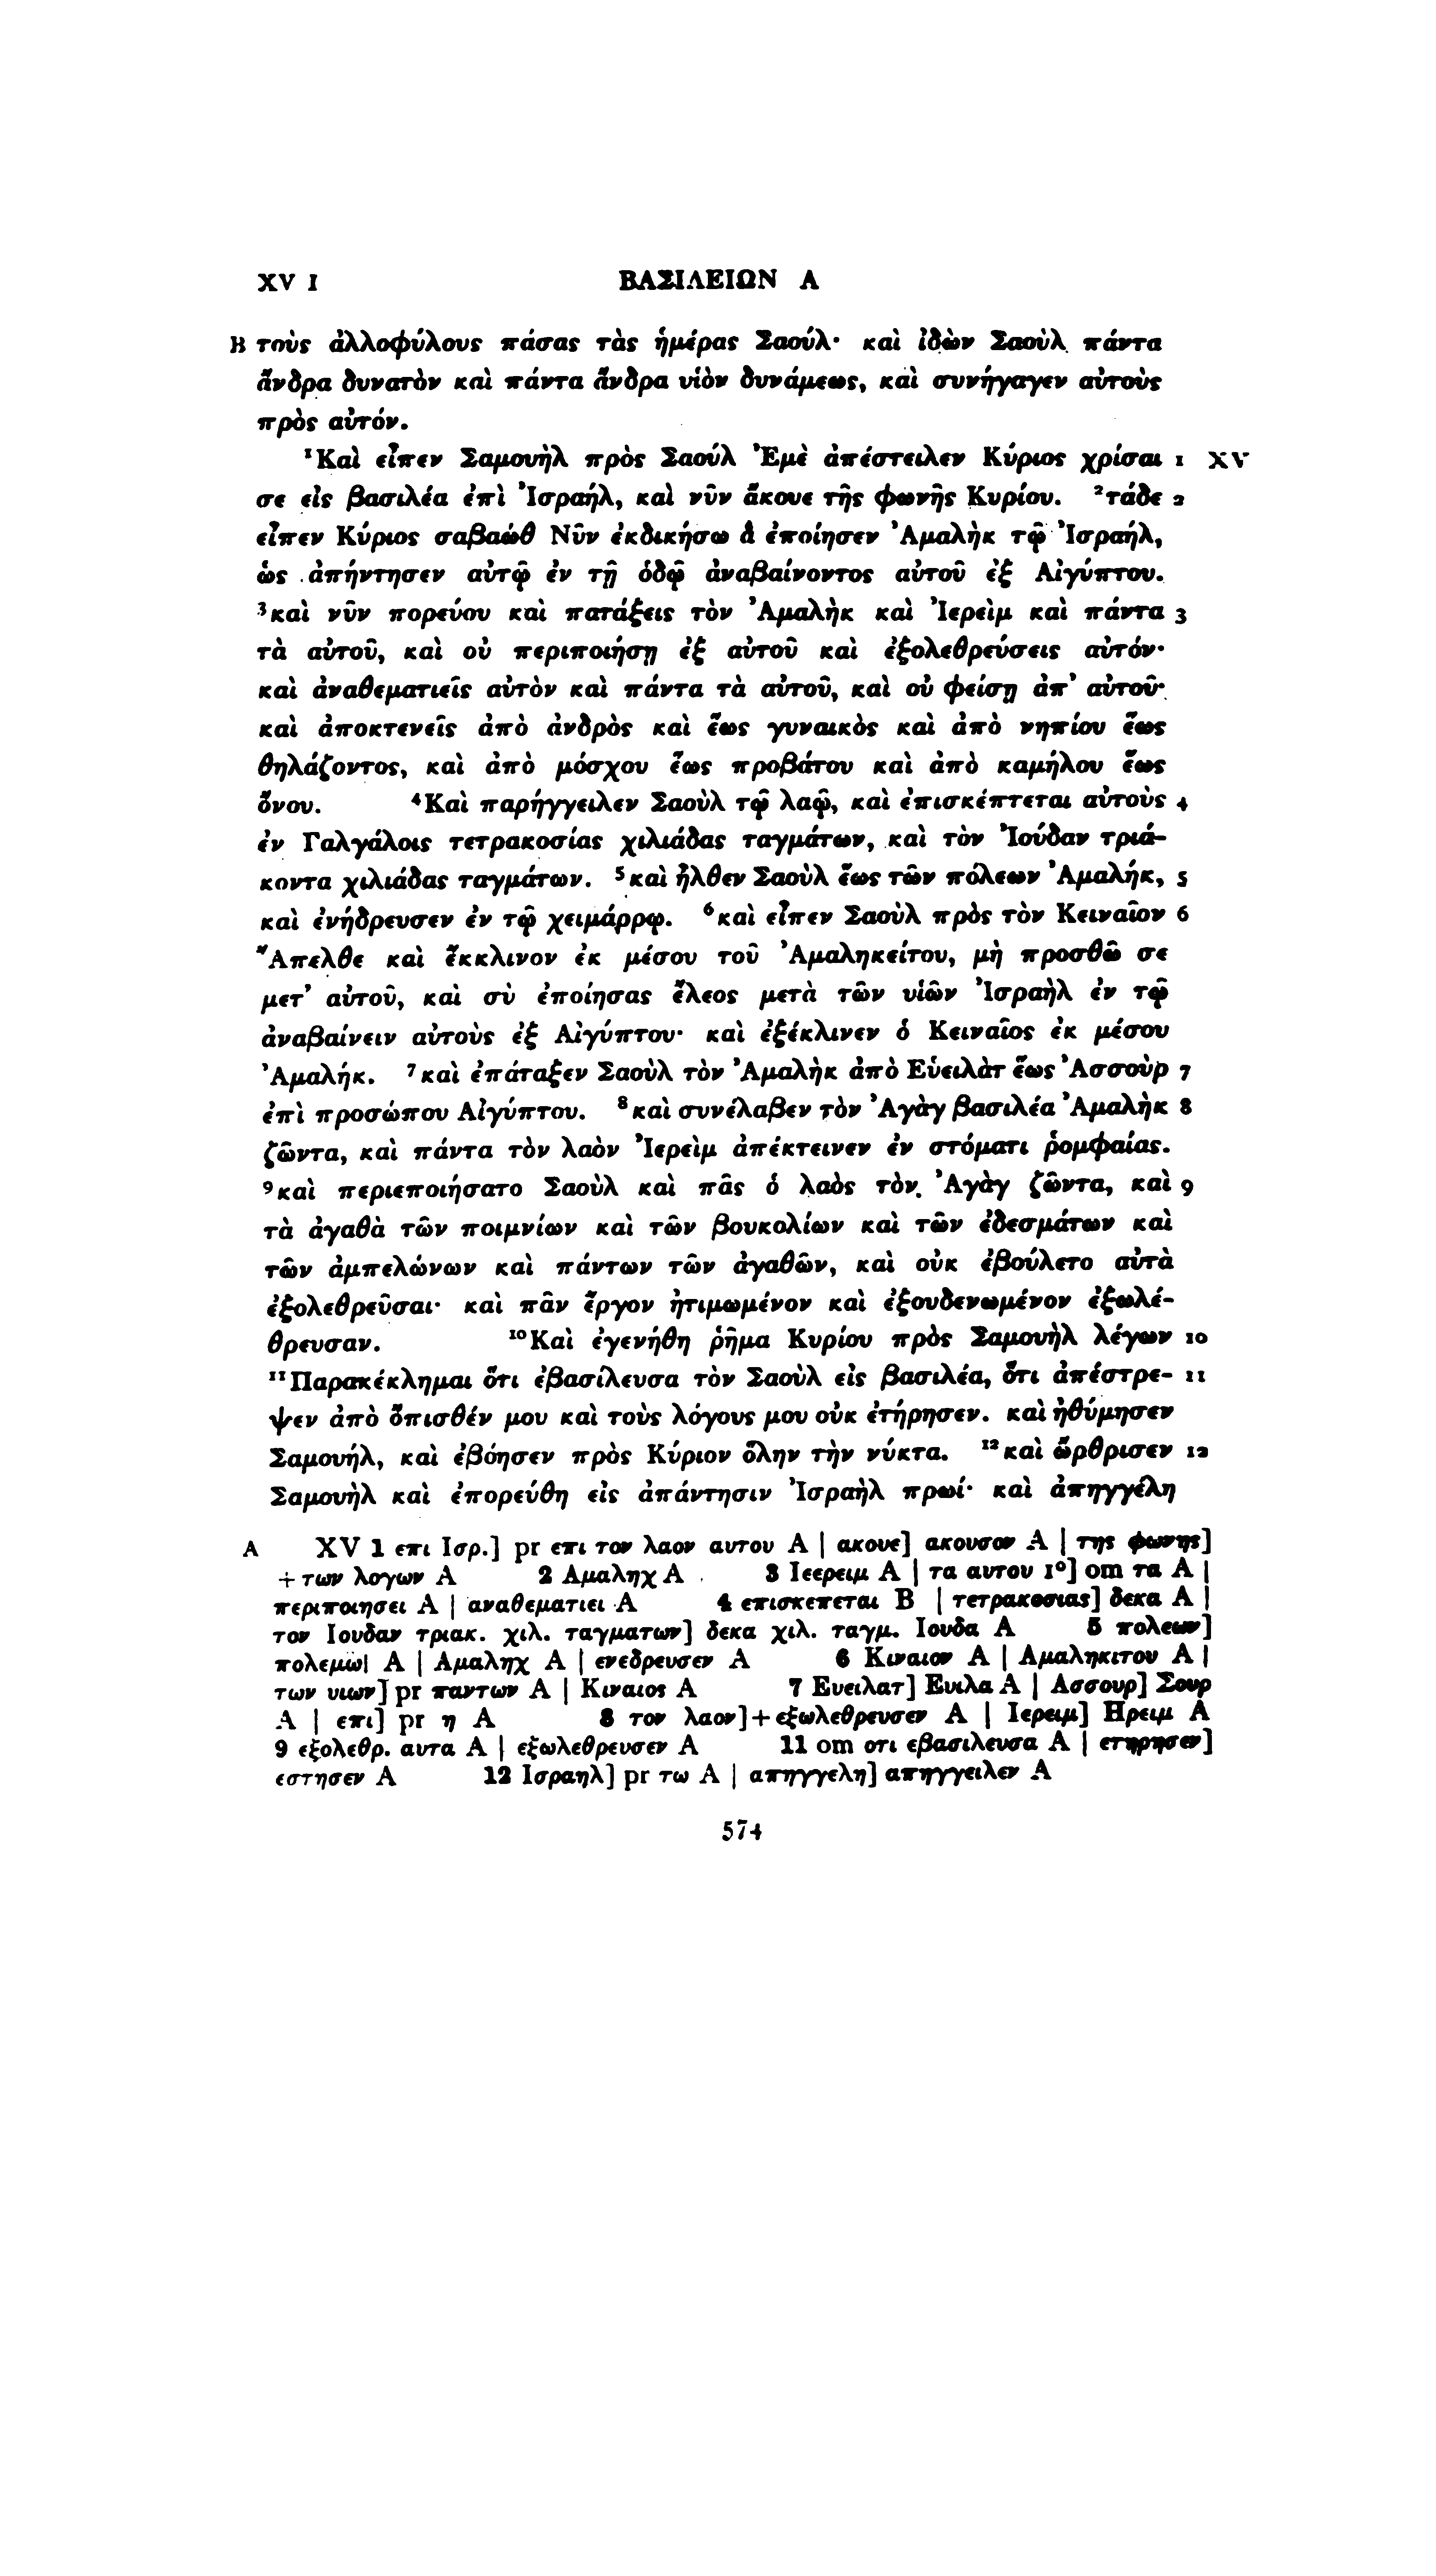 XV 1 ΒΑΣΙΛΕΙΩΝ Α
B τοὺς ἀλλοφύλους πάσας τὰς ἡμέρας Σαούλ· καὶ ἰδὼν Σαοὺλ πάντα
ἄνδρα δυνατὸν καὶ πάντα ἄνδρα υἱὸν δυνάμεως, καὶ συνήγαγεν αὐτοὺς
πρὸς αὐτόν.
¹Καὶ εἶπεν Σαμουὴλ πρὸς Σαούλ Ἐμὲ ἀπέστειλεν Κύριος χρίσαι 1 XV
σε εἰς βασιλέα ἐπὶ Ἰσραήλ, καὶ νῦν ἄκουε τῆς φωνῆς Κυρίου. ²τάδε 2
εἶπεν Κύριος σαβαώθ Νῦν ἐκδικήσω ἃ ἐποίησεν Ἀμαλὴκ τῷ Ἰσραήλ,
ὡς ἀπήντησεν αὐτῷ ἐν τῇ ὁδῷ ἀναβαίνοντος αὐτοῦ ἐξ Αἰγύπτου.
³καὶ νῦν πορεύου καὶ πατάξεις τὸν Ἀμαλὴκ καὶ Ἰερεὶμ καὶ πάντα 3
τὰ αὐτοῦ, καὶ οὐ περιποιήσῃ ἐξ αὐτοῦ καὶ ἐξολεθρεύσεις αὐτόν·
καὶ ἀναθεματιεῖς αὐτὸν καὶ πάντα τὰ αὐτοῦ, καὶ οὐ φείσῃ ἀπ᾽ αὐτοῦ·
καὶ ἀποκτενεῖς ἀπὸ ἀνδρὸς καὶ ἕως γυναικὸς καὶ ἀπὸ νηπίου ἕως
θηλάζοντος, καὶ ἀπὸ μόσχου ἕως προβάτου καὶ ἀπὸ καμήλου ἕως
ὄνου. ⁴Καὶ παρήγγειλεν Σαοὺλ τῷ λαῷ, καὶ ἐπισκέπτεται αὐτοὺς 4
ἐν Γαλγάλοις τετρακοσίας χιλιάδας ταγμάτων, καὶ τὸν Ἰούδαν τριά-
κοντα χιλιάδας ταγμάτων. ⁵καὶ ἦλθεν Σαοὺλ ἕως τῶν πόλεων Ἀμαλήκ, 5
καὶ ἐνήδρευσεν ἐν τῷ χειμάρρῳ. ⁶καὶ εἶπεν Σαοὺλ πρὸς τὸν Κειναῖον 6
Ἄπελθε καὶ ἔκκλινον ἐκ μέσου τοῦ Ἀμαληκείτου, μὴ προσθῶ σε
μετ᾽ αὐτοῦ, καὶ σὺ ἐποίησας ἔλεος μετὰ τῶν υἱῶν Ἰσραὴλ ἐν τῷ
ἀναβαίνειν αὐτοὺς ἐξ Αἰγύπτου· καὶ ἐξέκλινεν ὁ Κειναῖος ἐκ μέσου
Ἀμαλήκ. ⁷καὶ ἐπάταξεν Σαοὺλ τὸν Ἀμαλὴκ ἀπὸ Εὑειλὰτ ἕως Ἀσσοὺρ 7
ἐπὶ προσώπου Αἰγύπτου. ⁸καὶ συνέλαβεν τὸν Ἀγὰγ βασιλέα Ἀμαλὴκ 8
ζῶντα, καὶ πάντα τὸν λαὸν Ἰερεὶμ ἀπέκτεινεν ἐν στόματι ῥομφαίας.
⁹καὶ περιεποιήσατο Σαοὺλ καὶ πᾶς ὁ λαὸς τὸν Ἀγὰγ ζῶντα, καὶ 9
τὰ ἀγαθὰ τῶν ποιμνίων καὶ τῶν βουκολίων καὶ τῶν ἐδεσμάτων καὶ
τῶν ἀμπελώνων καὶ πάντων τῶν ἀγαθῶν, καὶ οὐκ ἐβούλετο αὐτὰ
ἐξολεθρεῦσαι· καὶ πᾶν ἔργον ἠτιμωμένον καὶ ἐξουδενωμένον ἐξωλέ-
θρευσαν. ¹⁰Καὶ ἐγενήθη ῥῆμα Κυρίου πρὸς Σαμουὴλ λέγων 10
¹¹Παρακέκλημαι ὅτι ἐβασίλευσα τὸν Σαοὺλ εἰς βασιλέα, ὅτι ἀπέστρε- 11
ψεν ἀπὸ ὄπισθέν μου καὶ τοὺς λόγους μου οὐκ ἐτήρησεν. καὶ ἠθύμησεν
Σαμουήλ, καὶ ἐβόησεν πρὸς Κύριον ὅλην τὴν νύκτα. ¹²καὶ ὤρθρισεν 12
Σαμουὴλ καὶ ἐπορεύθη εἰς ἀπάντησιν Ἰσραὴλ πρωί· καὶ ἀπηγγέλη
A XV 1 επι Ισρ.] pr επι τον λαον αυτου A | ακουε] ακουσον A | της φωνης]
+ των λογων A 2 Αμαληχ A 3 Ιεερειμ A | τα αυτου 1°] om τα A |
περιποιησει A | αναθεματιει A 4 επισκεπεται B | τετρακοσιας] δεκα A |
τον Ιουδαν τριακ. χιλ. ταγματων] δεκα χιλ. ταγμ. Ιουδα A 5 πολεων]
πολεμω̄| A | Αμαληχ A | ενεδρευσεν A 6 Κιναιον A | Αμαληκιτου A |
των υιων] pr παντων A | Κιναιος A 7 Ευειλατ] Ευιλα A | Ασσουρ] Σουρ
A | επι] pr η A 8 τον λαον]+εξωλεθρευσεν A | Ιερειμ] Ηρειμ A
9 εξολεθρ. αυτα A | εξωλεθρευσεν A 11 om οτι εβασιλευσα A | ετηρησεν]
εστησεν A 12 Ισραηλ] pr τω A | απηγγελη] απηγγειλεν A
574